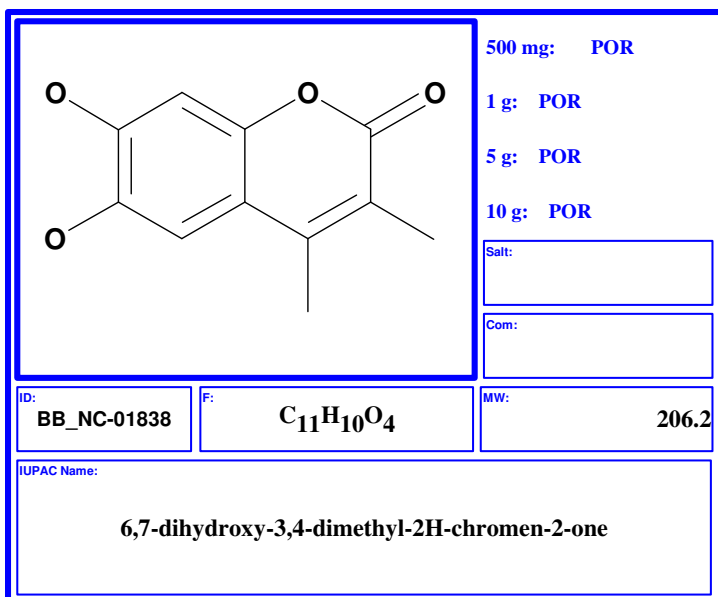 500 mg: POR
1 g: POR
5 g: POR
10 g: POR
O O O
O
Salt:
Com:
ID: BB_NC-01838
F: C11H10O4
MW: 206.2
IUPAC Name:
6,7-dihydroxy-3,4-dimethyl-2H-chromen-2-one